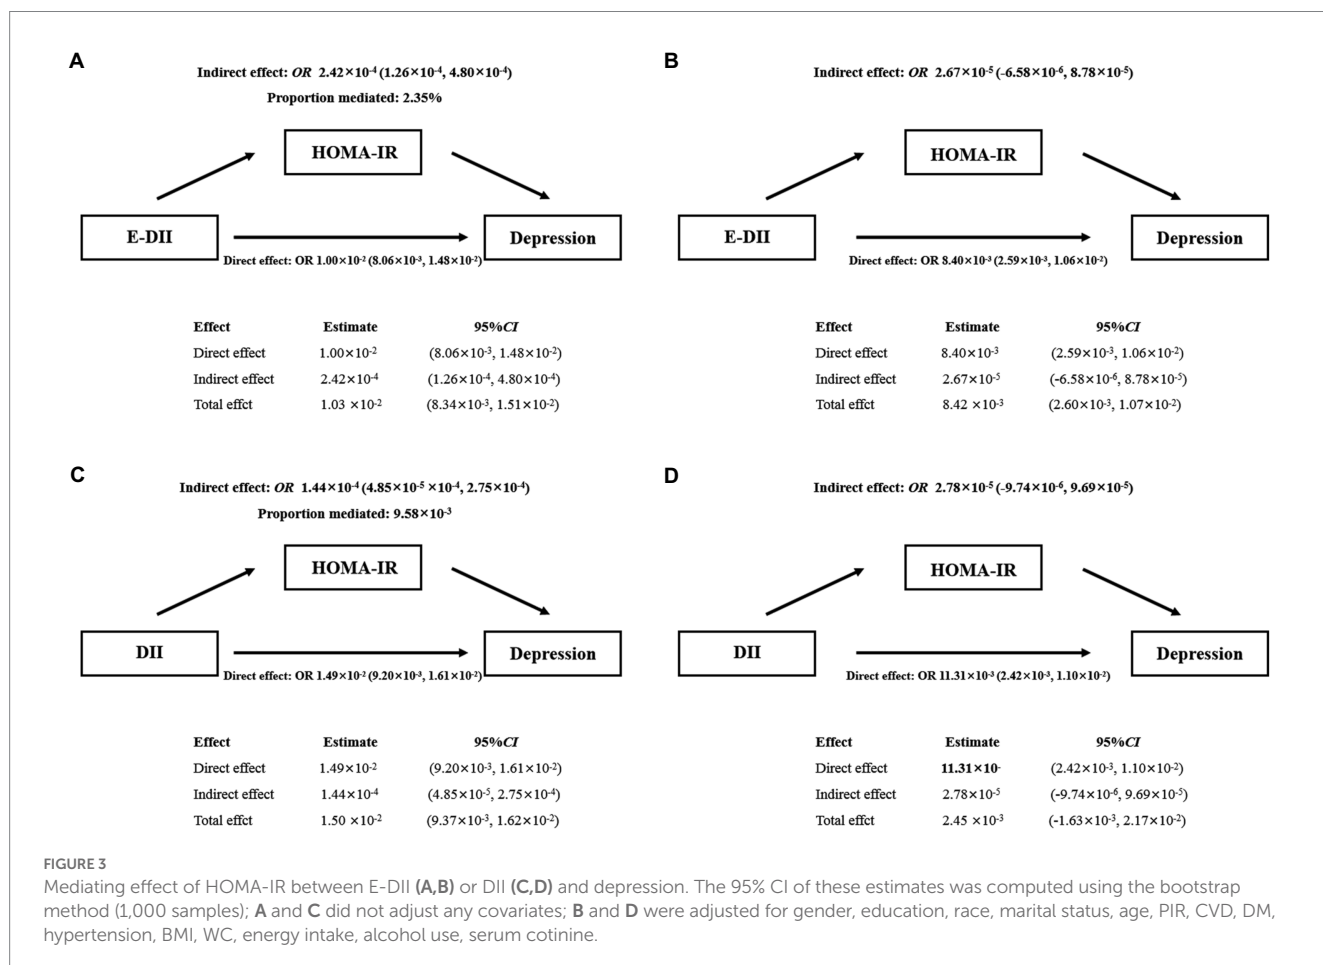 A
Indirect effect: OR 2.42×10⁻⁴ (1.26×10⁻⁴, 4.80×10⁻⁴)
Proportion mediated: 2.35%
HOMA-IR
E-DII
Depression
Direct effect: OR 1.00×10⁻² (8.06×10⁻³, 1.48×10⁻²)
Effect Estimate 95%CI
Direct effect 1.00×10⁻² (8.06×10⁻³, 1.48×10⁻²)
Indirect effect 2.42×10⁻⁴ (1.26×10⁻⁴, 4.80×10⁻⁴)
Total effct 1.03 ×10⁻² (8.34×10⁻³, 1.51×10⁻²)
B
Indirect effect: OR 2.67×10⁻⁵ (-6.58×10⁻⁶, 8.78×10⁻⁵)
HOMA-IR
E-DII
Depression
Direct effect: OR 8.40×10⁻³ (2.59×10⁻³, 1.06×10⁻²)
Effect Estimate 95%CI
Direct effect 8.40×10⁻³ (2.59×10⁻³, 1.06×10⁻²)
Indirect effect 2.67×10⁻⁵ (-6.58×10⁻⁶, 8.78×10⁻⁵)
Total effct 8.42 ×10⁻³ (2.60×10⁻³, 1.07×10⁻²)
C
Indirect effect: OR 1.44×10⁻⁴ (4.85×10⁻⁵ ×10⁻⁴, 2.75×10⁻⁴)
Proportion mediated: 9.58×10⁻³
HOMA-IR
DII
Depression
Direct effect: OR 1.49×10⁻² (9.20×10⁻³, 1.61×10⁻²)
Effect Estimate 95%CI
Direct effect 1.49×10⁻² (9.20×10⁻³, 1.61×10⁻²)
Indirect effect 1.44×10⁻⁴ (4.85×10⁻⁵, 2.75×10⁻⁴)
Total effct 1.50 ×10⁻² (9.37×10⁻³, 1.62×10⁻²)
D
Indirect effect: OR 2.78×10⁻⁵ (-9.74×10⁻⁶, 9.69×10⁻⁵)
HOMA-IR
DII
Depression
Direct effect: OR 11.31×10⁻³ (2.42×10⁻³, 1.10×10⁻²)
Effect Estimate 95%CI
Direct effect 11.31×10⁻ (2.42×10⁻³, 1.10×10⁻²)
Indirect effect 2.78×10⁻⁵ (-9.74×10⁻⁶, 9.69×10⁻⁵)
Total effct 2.45 ×10⁻³ (-1.63×10⁻³, 2.17×10⁻²)
FIGURE 3
Mediating effect of HOMA-IR between E-DII (A,B) or DII (C,D) and depression. The 95% CI of these estimates was computed using the bootstrap
method (1,000 samples); A and C did not adjust any covariates; B and D were adjusted for gender, education, race, marital status, age, PIR, CVD, DM,
hypertension, BMI, WC, energy intake, alcohol use, serum cotinine.